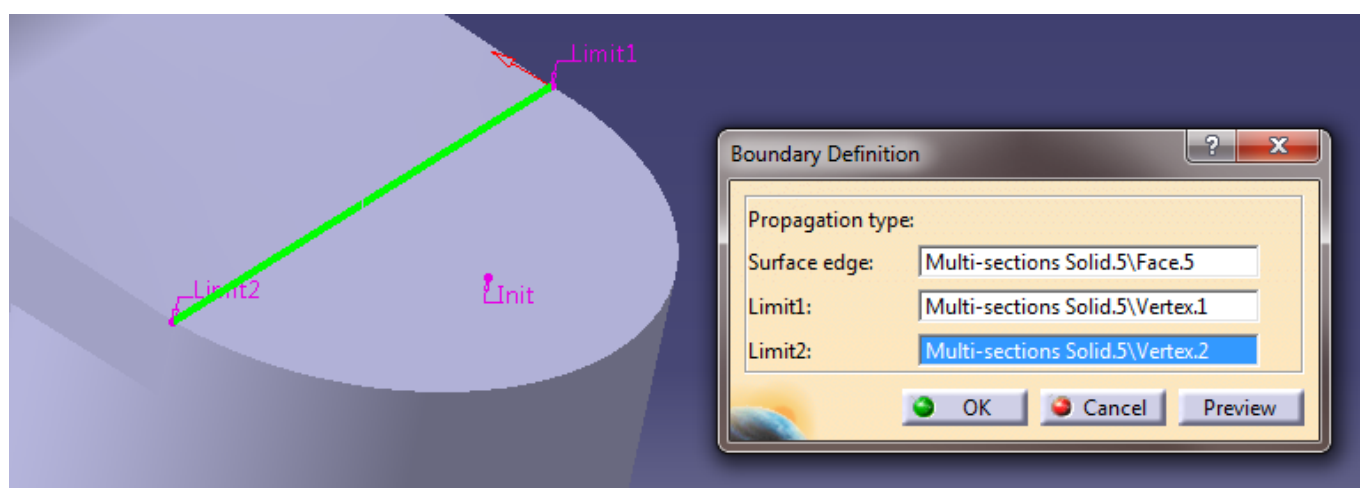 Limit1
Limit2
Init
Boundary Definition
?
X
Propagation type:
Surface edge: Multi-sections Solid.5\Face.5
Limit1: Multi-sections Solid.5\Vertex.1
Limit2: Multi-sections Solid.5\Vertex.2
OK Cancel Preview